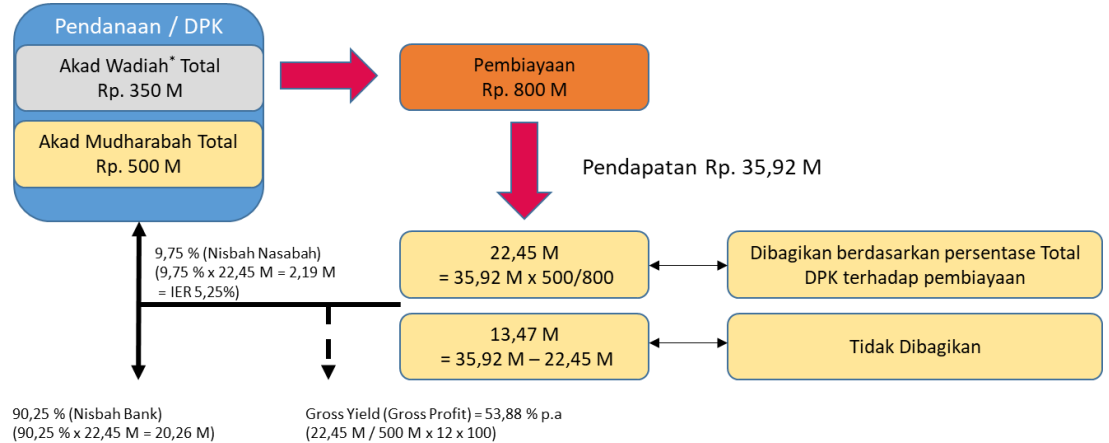 Pendanaan / DPK
Akad Wadiah* Total
Rp. 350 M
Akad Mudharabah Total
Rp. 500 M
Pembiayaan
Rp. 800 M
Pendapatan Rp. 35,92 M
9,75 % (Nisbah Nasabah)
(9,75 % x 22,45 M = 2,19 M
= IER 5,25%)
22,45 M
= 35,92 M x 500/800
Dibagikan berdasarkan persentase Total
DPK terhadap pembiayaan
13,47 M
= 35,92 M – 22,45 M
Tidak Dibagikan
90,25 % (Nisbah Bank)
(90,25 % x 22,45 M = 20,26 M)
Gross Yield (Gross Profit) = 53,88 % p.a
(22,45 M / 500 M x 12 x 100)